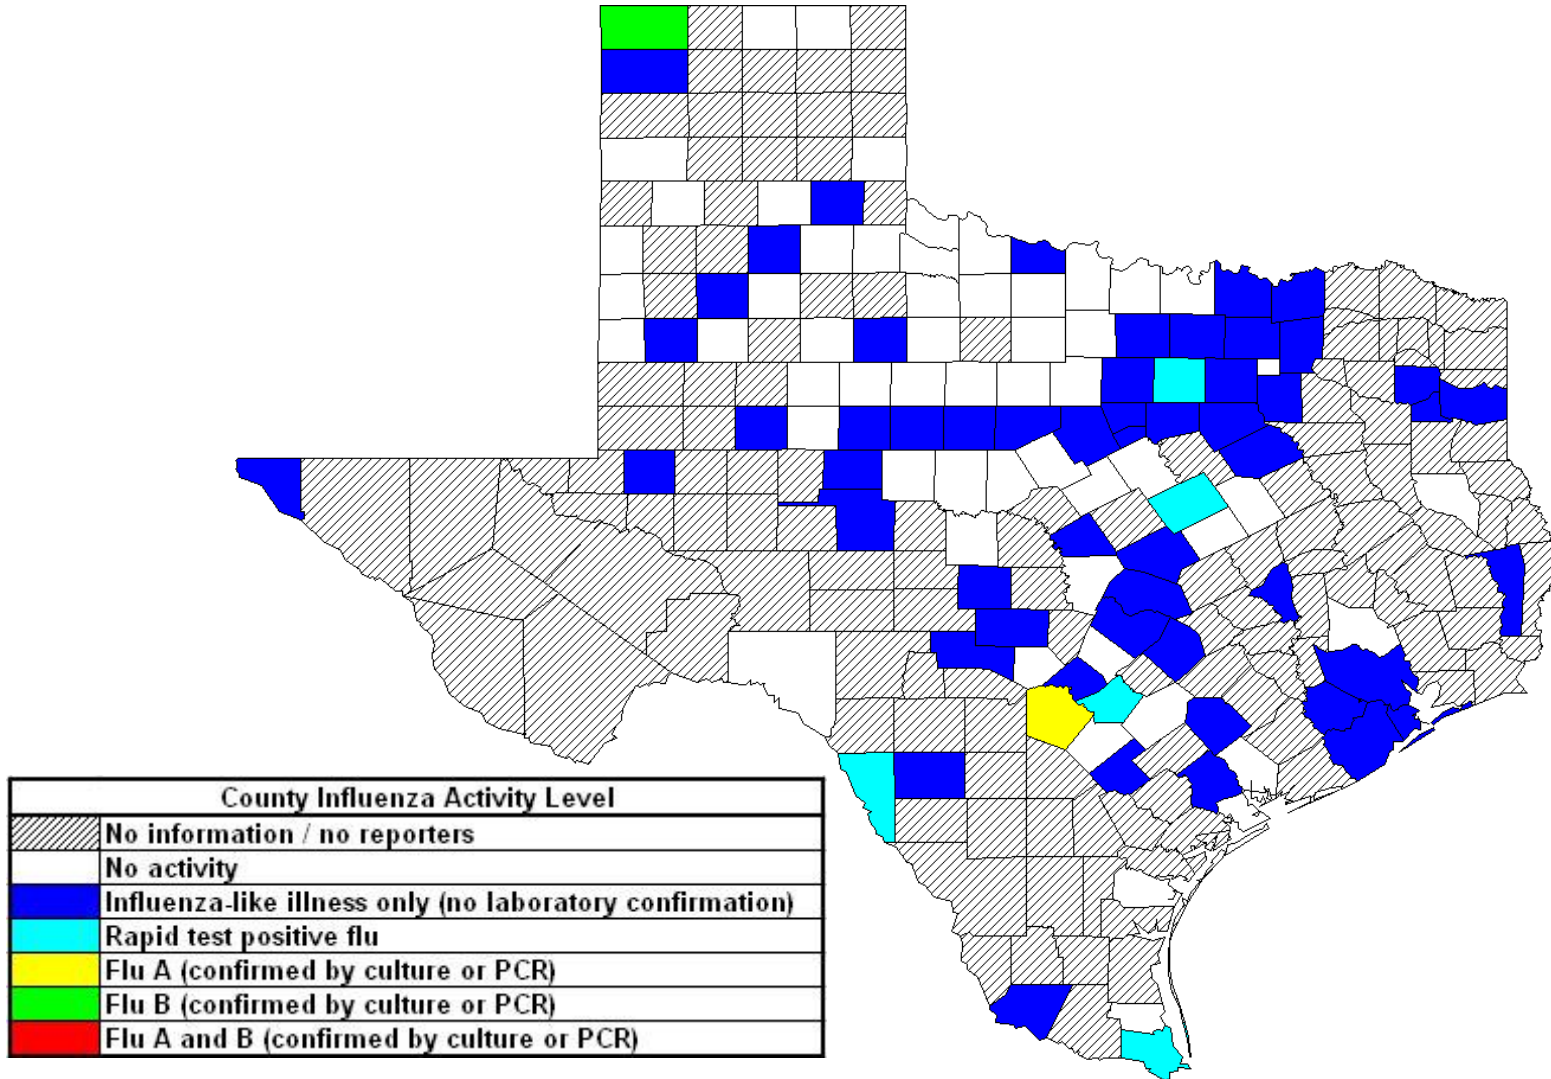 County Influenza Activity Level
No information / no reporters
No activity
Influenza-like illness only (no laboratory confirmation)
Rapid test positive flu
Flu A (confirmed by culture or PCR)
Flu B (confirmed by culture or PCR)
Flu A and B (confirmed by culture or PCR)